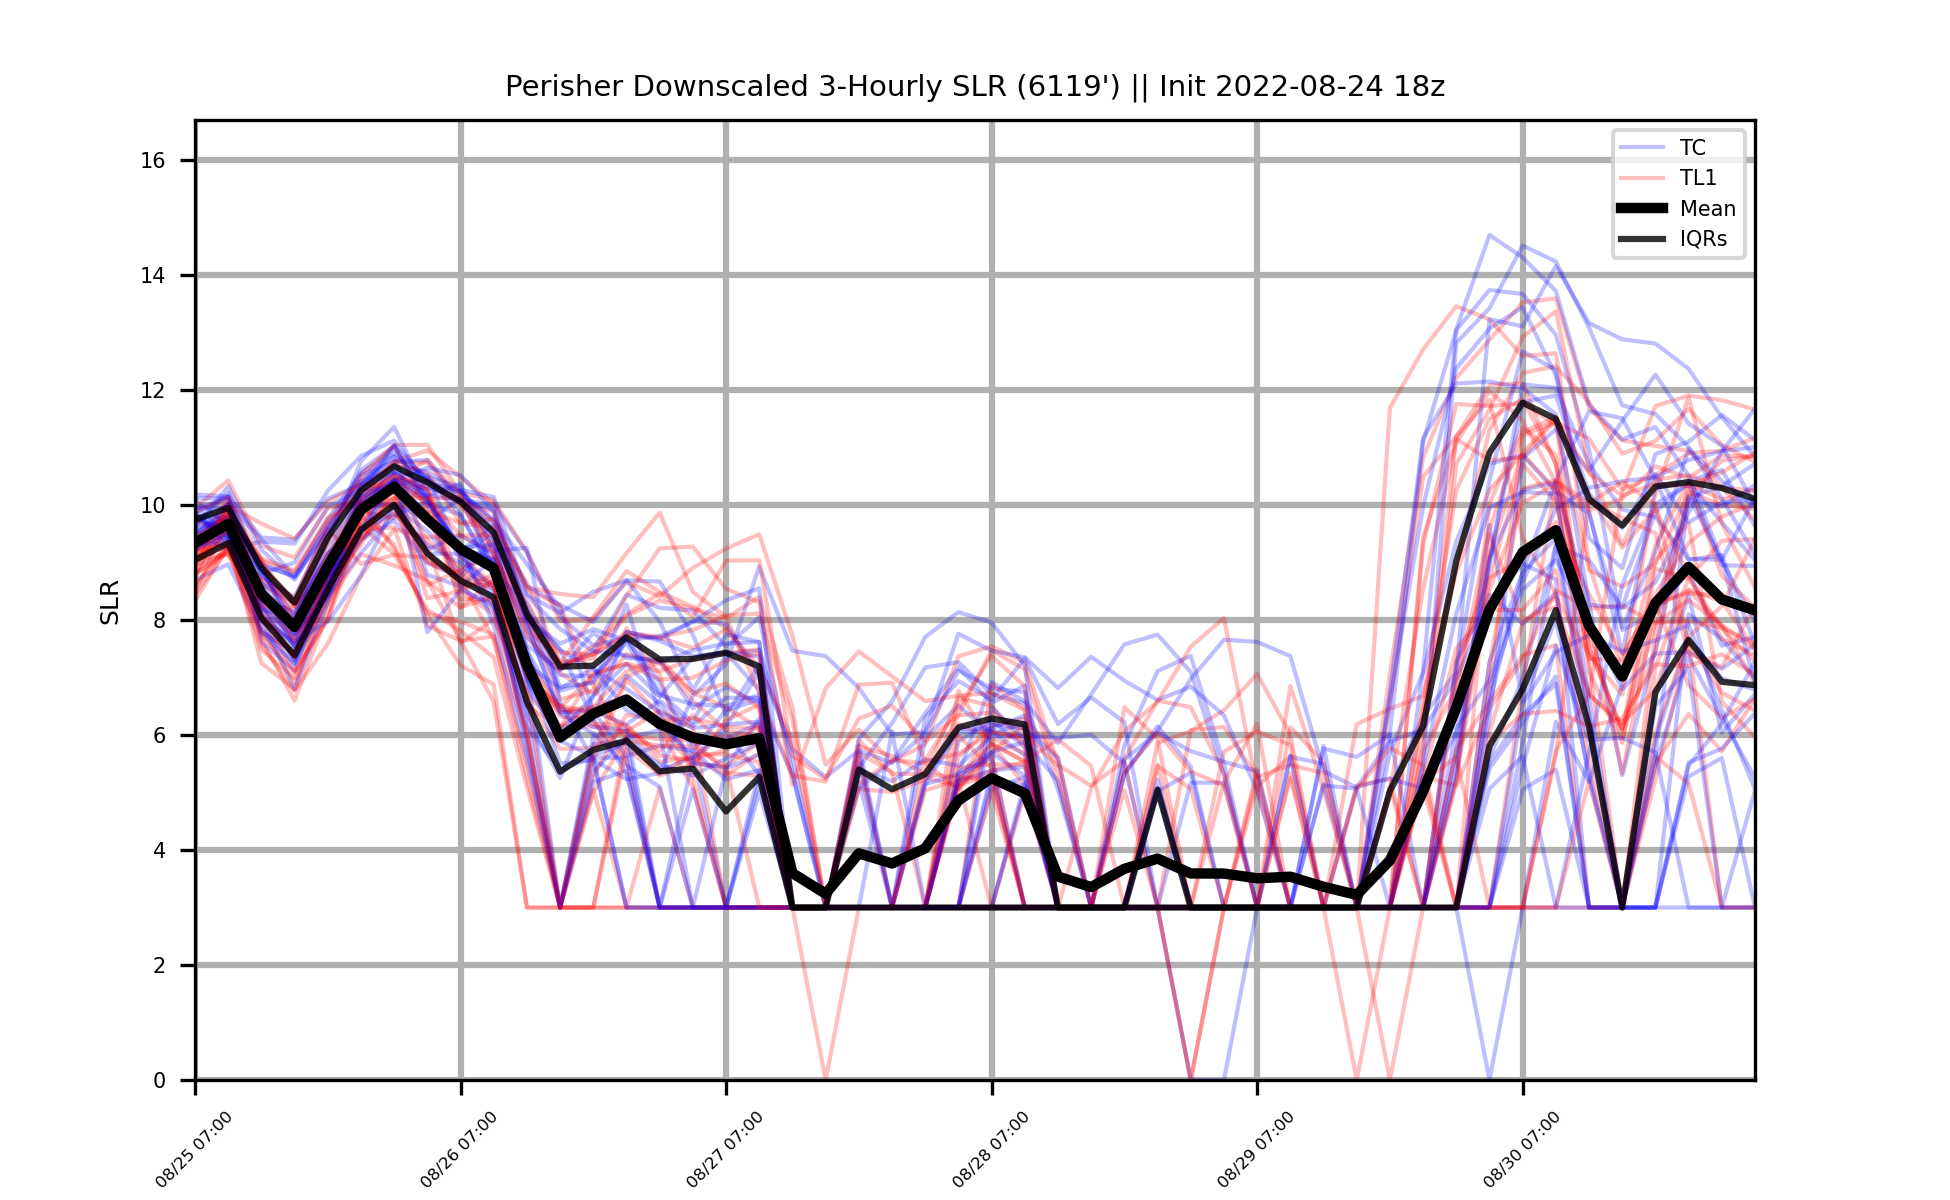 Perisher Downscaled 3-Hourly SLR (6119') || Init 2022-08-24 18z
TC
TL1
Mean
IQRs
SLR
16
14
12
10
8
6
4
2
0
08/25 07:00
08/26 07:00
08/27 07:00
08/28 07:00
08/29 07:00
08/30 07:00